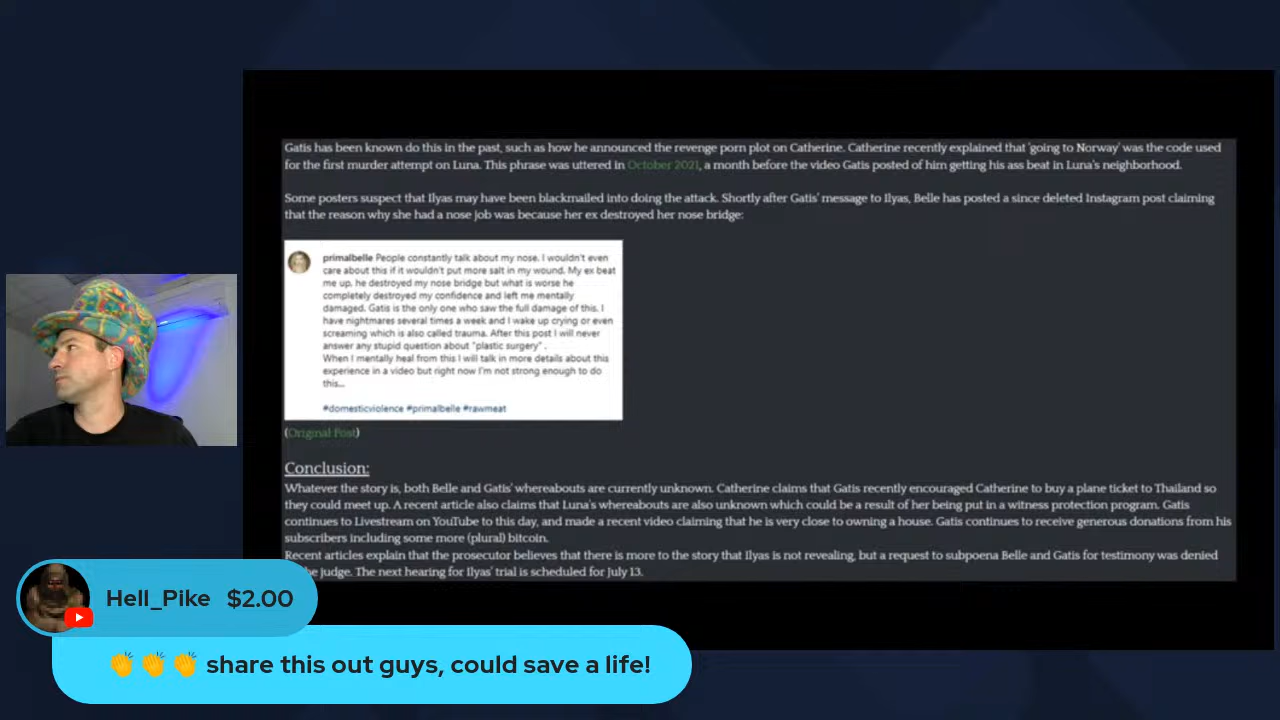 Gatis has been known do this in the past, such as how he announced the revenge porn plot on Catherine. Catherine recently explained that 'going to Norway' was the code used
for the first murder attempt on Luna. This phrase was uttered in October 2021, a month before the video Gatis posted of him getting his ass beat in Luna's neighborhood.
Some posters suspect that Ilyas may have been blackmailed into doing the attack. Shortly after Gatis' message to Ilyas, Belle has posted a since deleted Instagram post claiming
that the reason why she had a nose job was because her ex destroyed her nose bridge:
primalbelle People constantly talk about my nose. I wouldn't even
care about this if it wouldn't put more salt in my wound. My ex beat
me up, he destroyed my nose bridge but what is worse he
completely destroyed my confidence and left me mentally
damaged. Gatis is the only one who saw the full damage of this. I
have nightmares several times a week and I wake up crying or even
screaming which is also called trauma. After this post I will never
answer any stupid question about "plastic surgery" .
When I mentally heal from this I will talk in more details about this
experience in a video but right now I'm not strong enough to do
this...
#domesticviolence #primalbelle #rawmeat
(Original Post)
Conclusion:
Whatever the story is, both Belle and Gatis' whereabouts are currently unknown. Catherine claims that Gatis recently encouraged Catherine to buy a plane ticket to Thailand so
they could meet up. A recent article also claims that Luna's whereabouts are also unknown which could be a result of her being put in a witness protection program. Gatis
continues to Livestream on YouTube to this day, and made a recent video claiming that he is very close to owning a house. Gatis continues to receive generous donations from his
subscribers including some more (plural) bitcoin.
Recent articles explain that the prosecutor believes that there is more to the story that Ilyas is not revealing, but a request to subpoena Belle and Gatis for testimony was denied
he judge. The next hearing for Ilyas' trial is scheduled for July 13.
Hell_Pike $2.00
👏 👏 👏 share this out guys, could save a life!